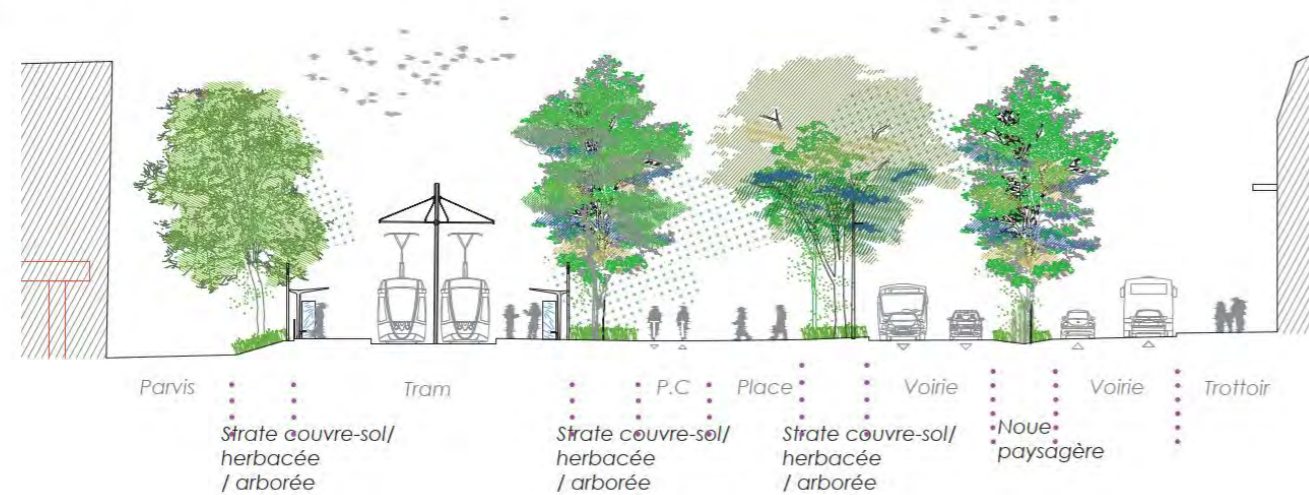 Parvis
Tram
P.C
Place
Voirie
Voirie
Trottoir
Strate couvre-sol/
herbacée
/ arborée
Strate couvre-sol/
herbacée
/ arborée
Strate couvre-sol/
herbacée
/ arborée
Noue
paysagère